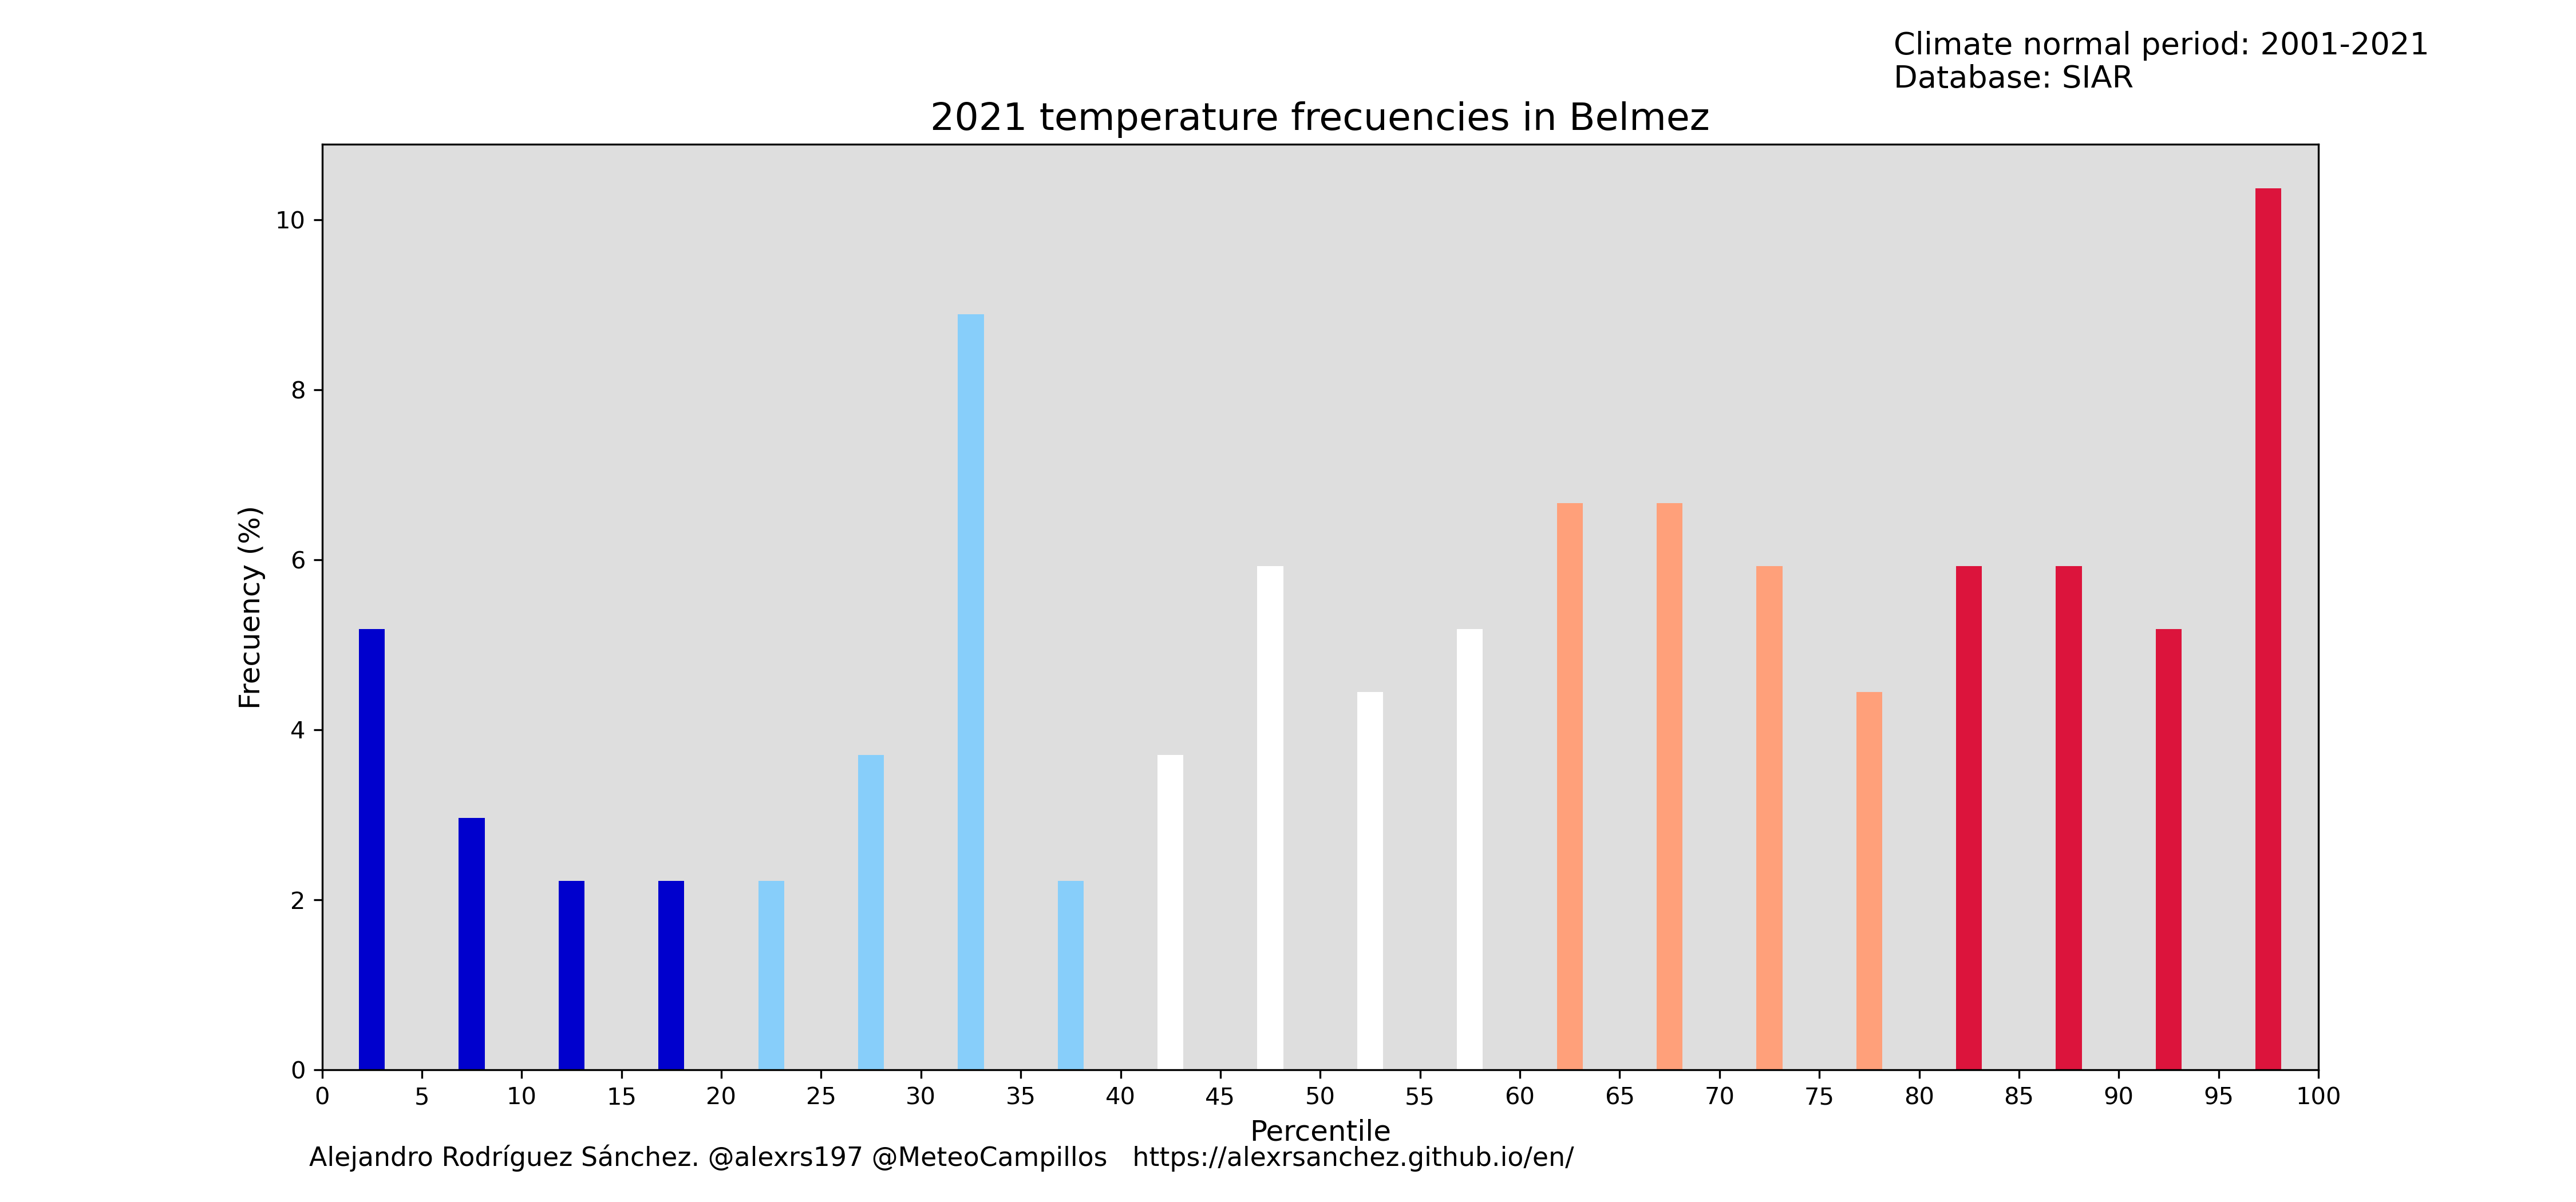 Climate normal period: 2001-2021
Database: SIAR
2021 temperature frecuencies in Belmez
Frecuency (%)
10
8
6
4
2
0
0 5 10 15 20 25 30 35 40 45 50 55 60 65 70 75 80 85 90 95 100
Percentile
Alejandro Rodríguez Sánchez. @alexrs197 @MeteoCampillos https://alexrsanchez.github.io/en/